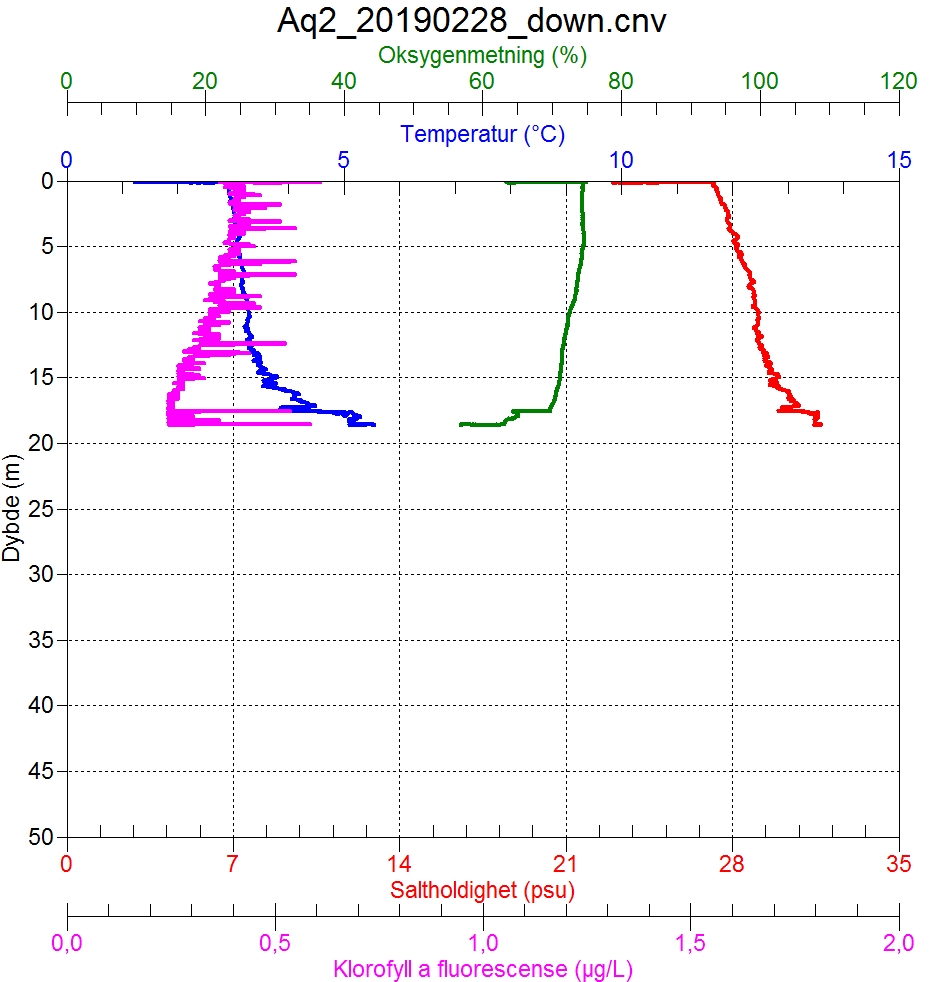 Aq2_20190228_down.cnv
Oksygenmetning (%)
0 20 40 60 80 100 120
Temperatur (°C)
0 5 10 15
0
5
10
15
20
25
30
35
40
45
50
Dybde (m)
0 7 14 21 28 35
Saltholdighet (psu)
0,0 0,5 1,0 1,5 2,0
Klorofyll a fluorescense (µg/L)